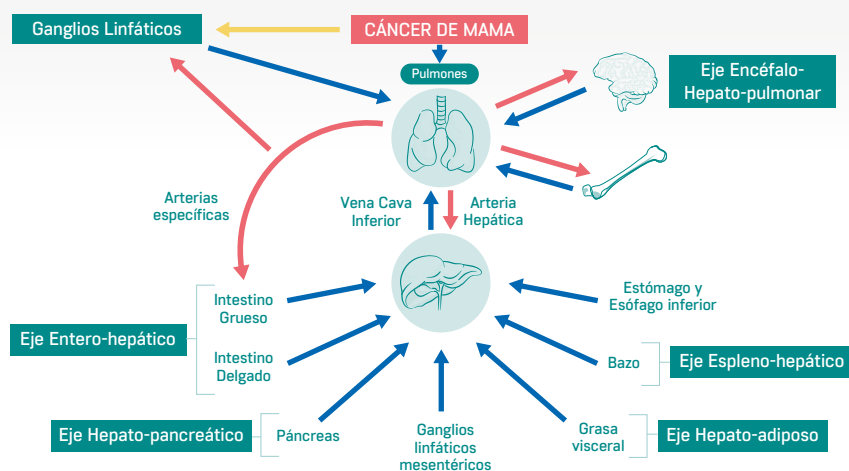 Ganglios Linfáticos
CÁNCER DE MAMA
Pulmones
Eje Encéfalo-
Hepato-pulmonar
Arterias
específicas
Vena Cava
Inferior
Arteria
Hepática
Intestino
Grueso
Estómago y
Esófago inferior
Eje Entero-hepático
Intestino
Delgado
Bazo
Eje Espleno-hepático
Eje Hepato-pancreático
Páncreas
Ganglios
linfáticos
mesentéricos
Grasa
visceral
Eje Hepato-adiposo